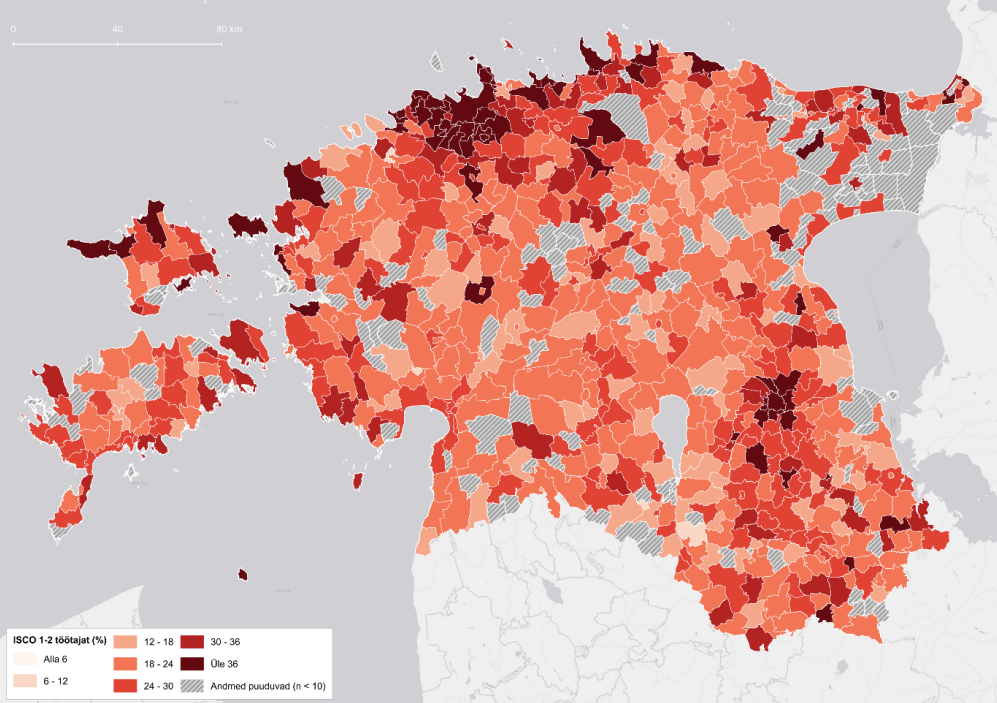 0 40 80 km
ISCO 1-2 töötajat (%)
Alla 6
6 - 12
12 - 18
18 - 24
24 - 30
30 - 36
Üle 36
Andmed puuduvad (n < 10)